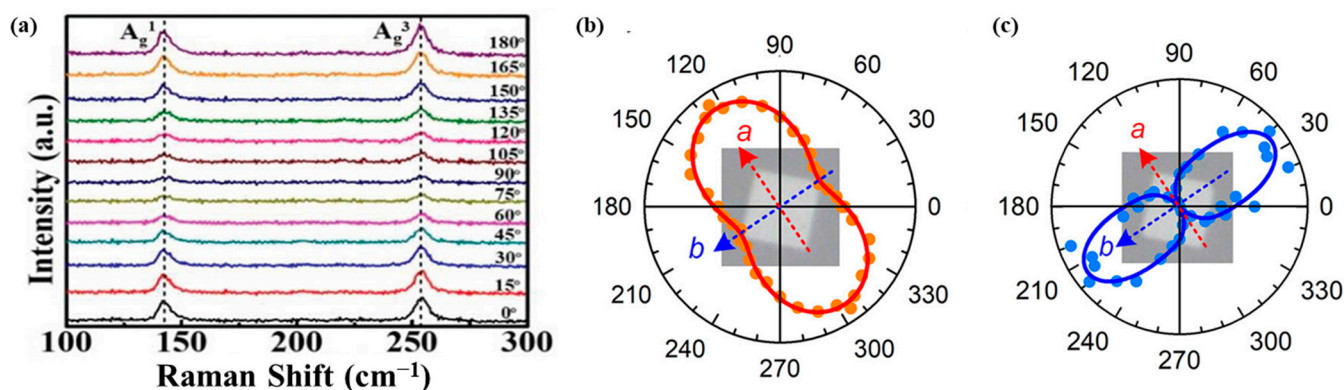 (a)
A_g^1
A_g^3
180°
165°
150°
135°
120°
105°
90°
75°
60°
45°
30°
15°
0°
Intensity (a.u.)
100 150 200 250 300
Raman Shift (cm⁻¹)
(b)
90
120 60
150 30
a
180 0
b
210 330
240 300
270
(c)
90
120 60
150 30
a
180 0
b
210 330
240 300
270